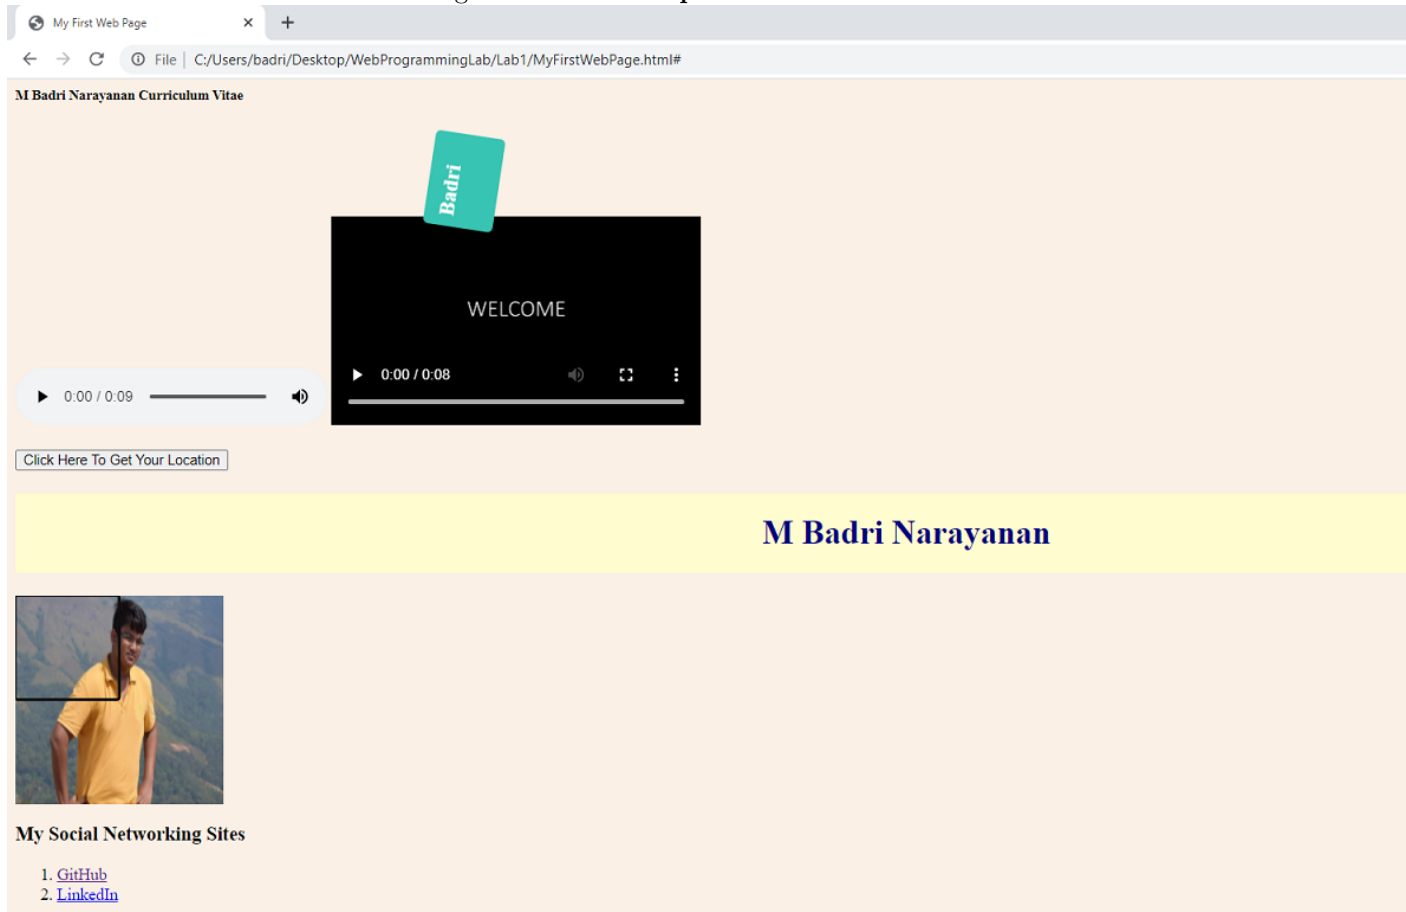 My First Web Page
File | C:/Users/badri/Desktop/WebProgrammingLab/Lab1/MyFirstWebPage.html#
M Badri Narayanan Curriculum Vitae
Badri
WELCOME
0:00 / 0:08
0:00 / 0:09
Click Here To Get Your Location
M Badri Narayanan
My Social Networking Sites
1. GitHub
2. LinkedIn